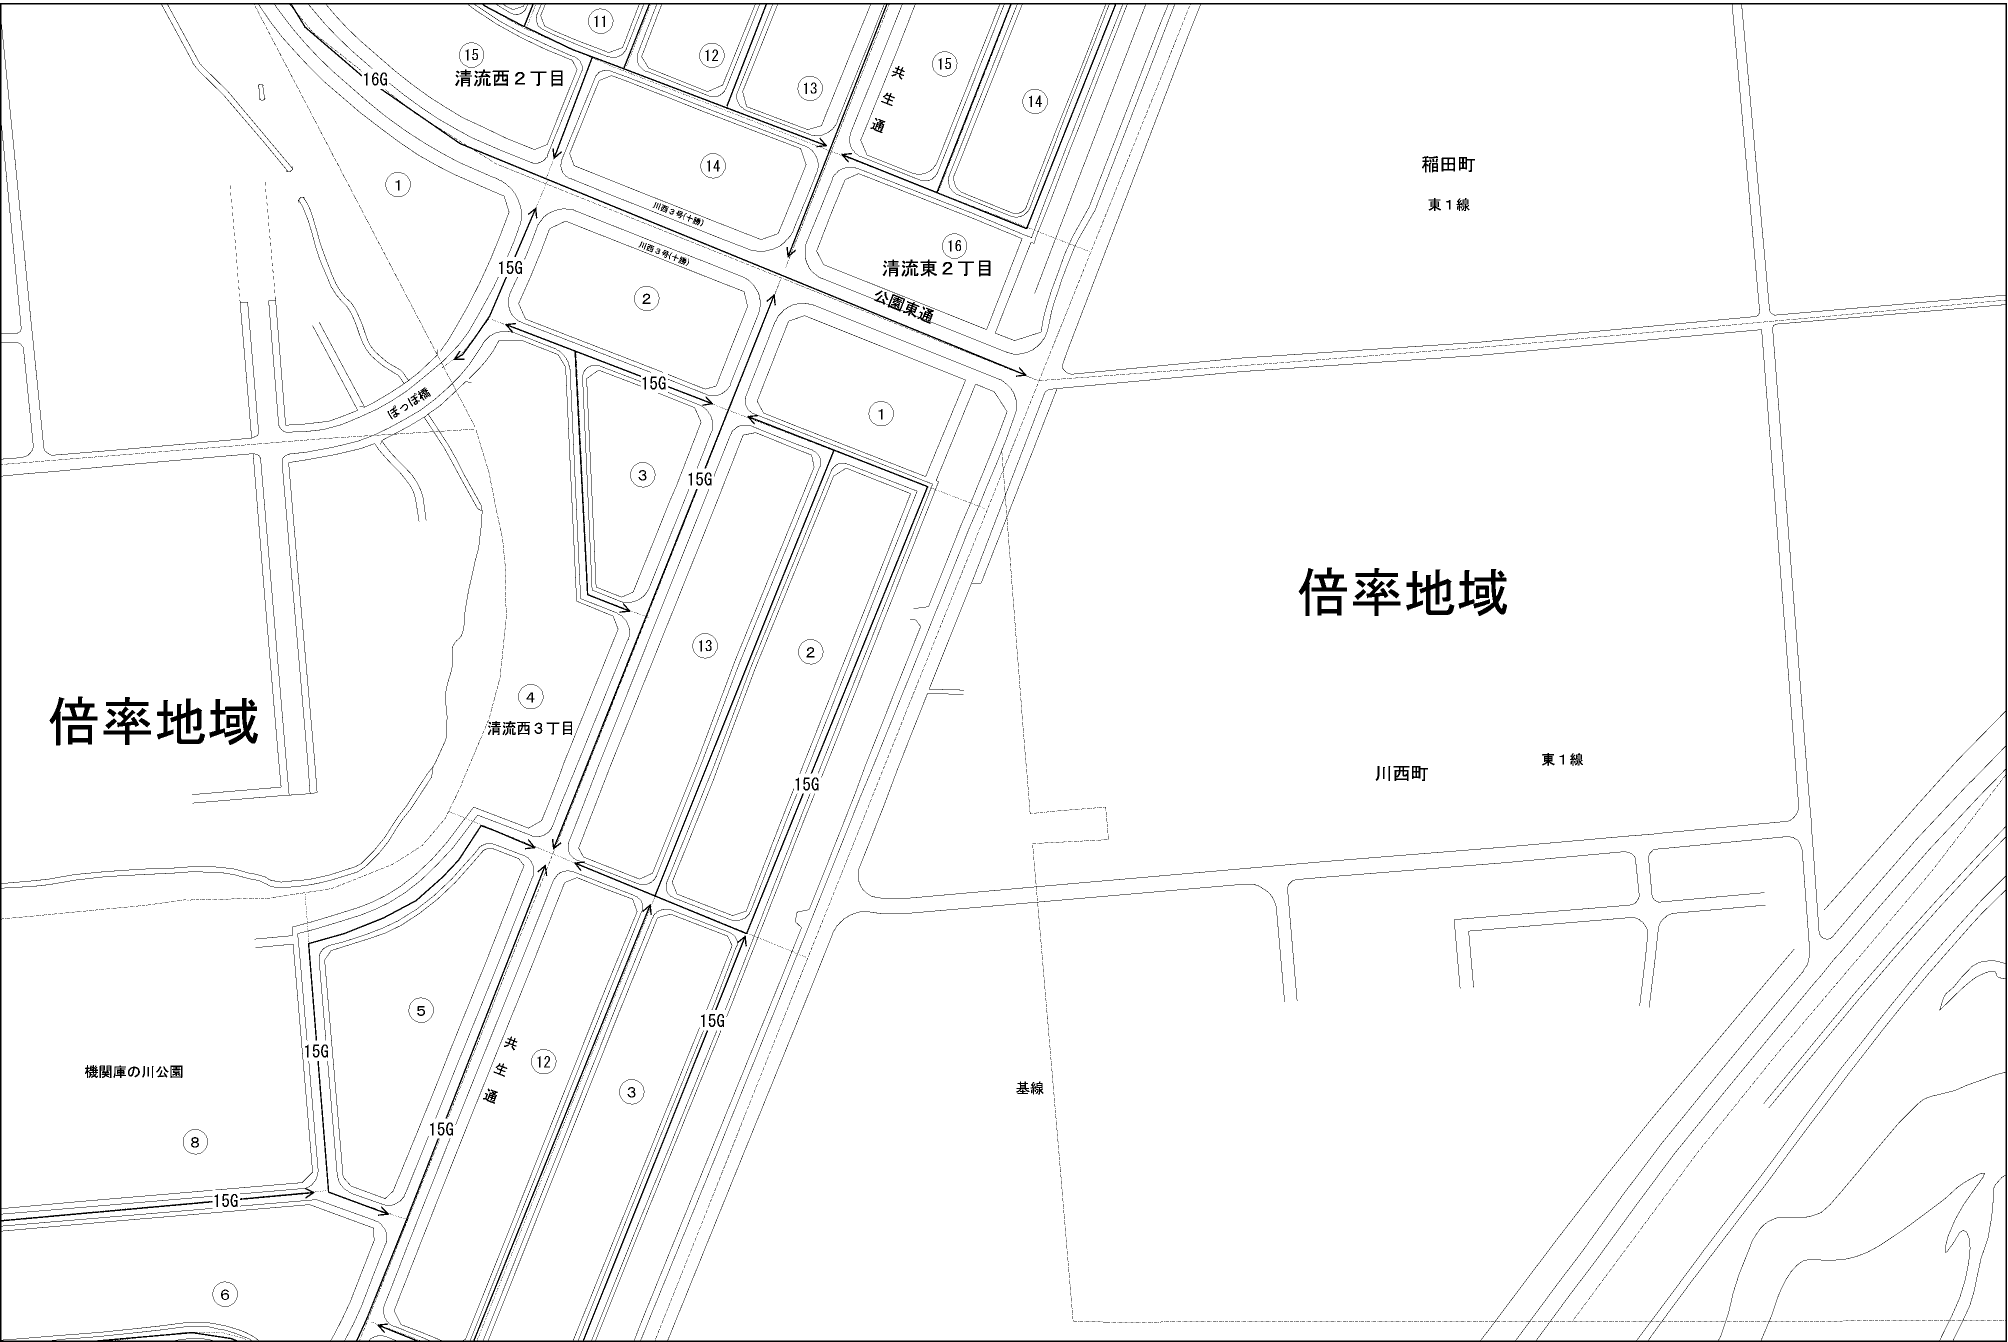 ⑪
⑮
清流西２丁目
16G
⑫
⑬
共生通
⑮
⑭
①
⑭
川西３号(十勝)
川西３号(十勝)
稲田町
東１線
⑯
清流東２丁目
公園東通
15G
②
15G
①
ぽっぽ橋
③
15G
倍率地域
⑬
②
④
清流西３丁目
倍率地域
川西町
東１線
15G
⑤
15G
15G
共生通
⑫
③
15G
機関庫の川公園
基線
⑧
15G
15G
⑥